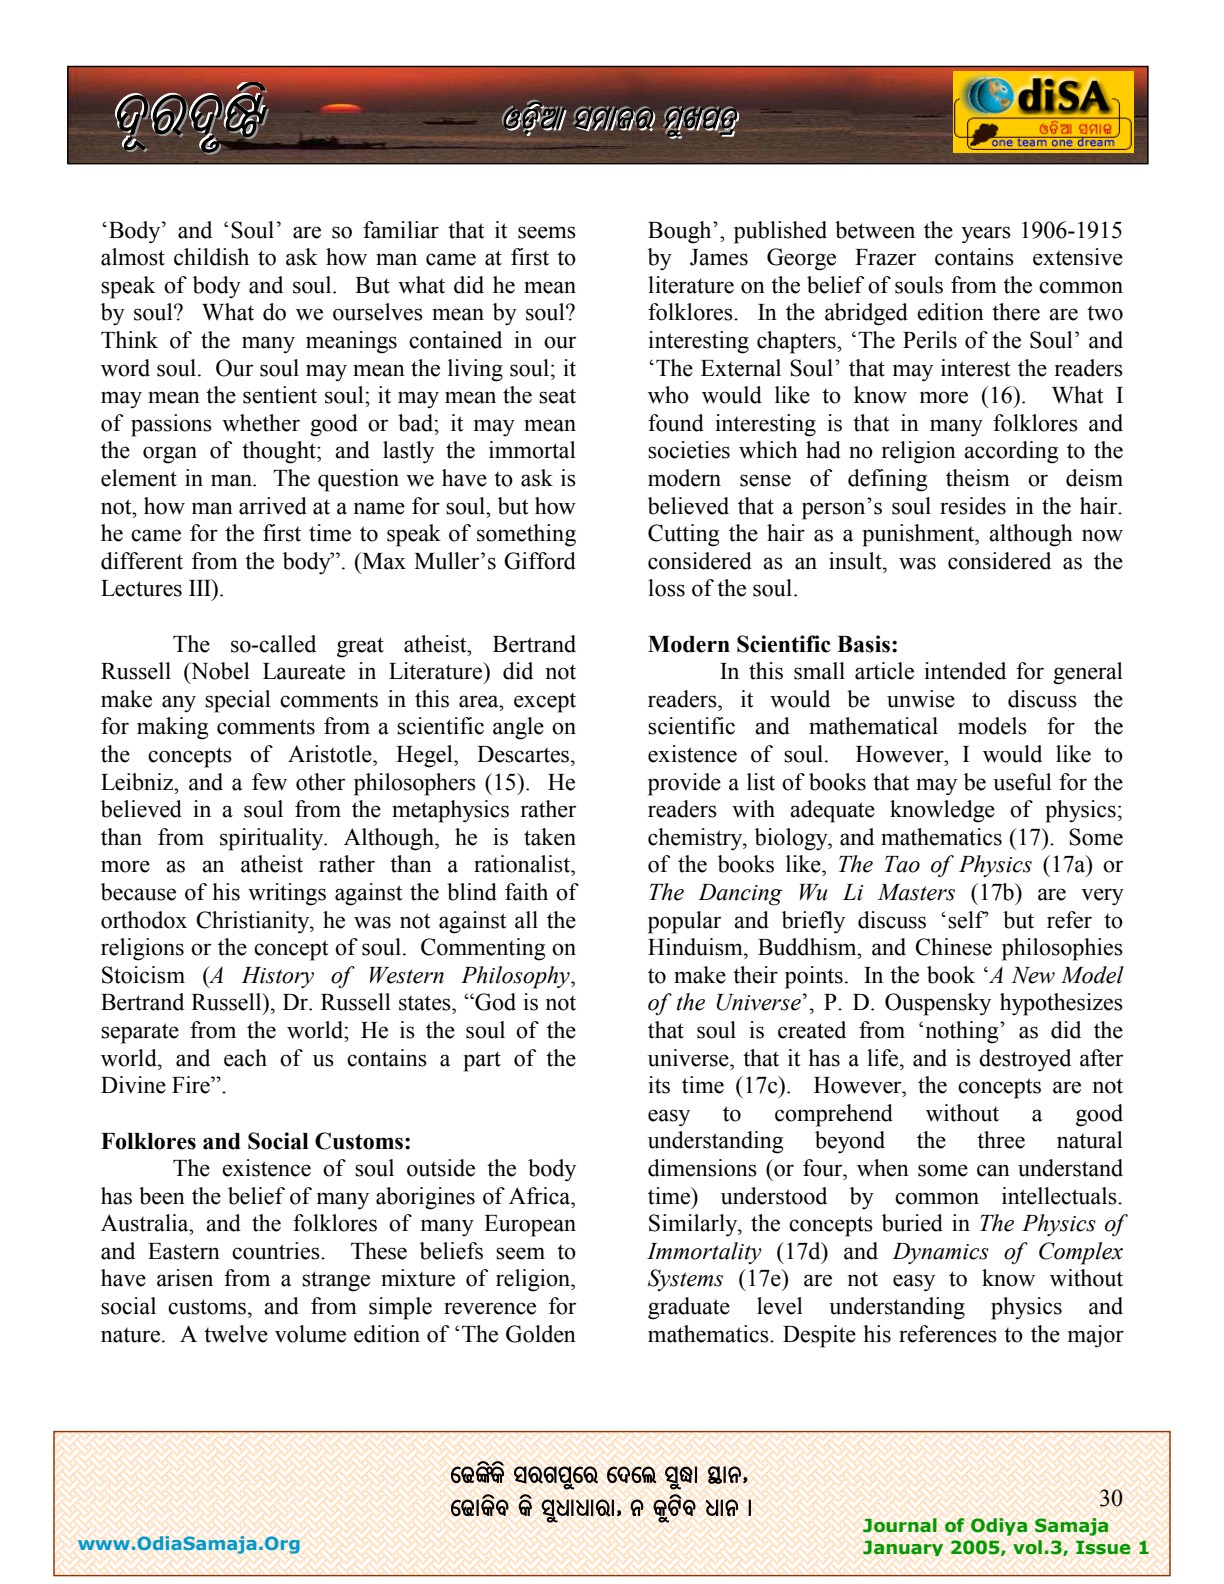 ଦୂରଦୃଷ୍ଟି
ଓଡ଼ିଆ ସମାଜର ମୁଖପତ୍ର
diSA
ଓଡିଆ ସମାଜ
one team one dream
‘Body’ and ‘Soul’ are so familiar that it seems
almost childish to ask how man came at first to
speak of body and soul.  But what did he mean
by soul?  What do we ourselves mean by soul?
Think of the many meanings contained in our
word soul.  Our soul may mean the living soul; it
may mean the sentient soul; it may mean the seat
of passions whether good or bad; it may mean
the organ of thought; and lastly the immortal
element in man.  The question we have to ask is
not, how man arrived at a name for soul, but how
he came for the first time to speak of something
different from the body”. (Max Muller’s Gifford
Lectures III).
The so-called great atheist, Bertrand
Russell (Nobel Laureate in Literature) did not
make any special comments in this area, except
for making comments from a scientific angle on
the concepts of Aristotle, Hegel, Descartes,
Leibniz, and a few other philosophers (15).  He
believed in a soul from the metaphysics rather
than from spirituality. Although, he is taken
more as an atheist rather than a rationalist,
because of his writings against the blind faith of
orthodox Christianity, he was not against all the
religions or the concept of soul.  Commenting on
Stoicism (A History of Western Philosophy,
Bertrand Russell), Dr. Russell states, “God is not
separate from the world; He is the soul of the
world, and each of us contains a part of the
Divine Fire”.
Folklores and Social Customs:
The existence of soul outside the body
has been the belief of many aborigines of Africa,
Australia, and the folklores of many European
and Eastern countries.  These beliefs seem to
have arisen from a strange mixture of religion,
social customs, and from simple reverence for
nature.  A twelve volume edition of ‘The Golden
Bough’, published between the years 1906-1915
by James George Frazer contains extensive
literature on the belief of souls from the common
folklores.  In the abridged edition there are two
interesting chapters, ‘The Perils of the Soul’ and
‘The External Soul’ that may interest the readers
who would like to know more (16).  What I
found interesting is that in many folklores and
societies which had no religion according to the
modern sense of defining theism or deism
believed that a person’s soul resides in the hair.
Cutting the hair as a punishment, although now
considered as an insult, was considered as the
loss of the soul.
Modern Scientific Basis:
In this small article intended for general
readers, it would be unwise to discuss the
scientific and mathematical models for the
existence of soul.  However, I would like to
provide a list of books that may be useful for the
readers with adequate knowledge of physics;
chemistry, biology, and mathematics (17).  Some
of the books like, The Tao of Physics (17a) or
The Dancing Wu Li Masters (17b) are very
popular and briefly discuss ‘self’ but refer to
Hinduism, Buddhism, and Chinese philosophies
to make their points.  In the book ‘A New Model
of the Universe’, P. D. Ouspensky hypothesizes
that soul is created from ‘nothing’ as did the
universe, that it has a life, and is destroyed after
its time (17c).  However, the concepts are not
easy to comprehend without a good
understanding beyond the three natural
dimensions (or four, when some can understand
time) understood by common intellectuals.
Similarly, the concepts buried in The Physics of
Immortality (17d) and Dynamics of Complex
Systems (17e) are not easy to know without
graduate level understanding physics and
mathematics. Despite his references to the major
ଢେଙ୍କିକି ସରଗପୁରେ ଦେଲେ ସୁଦ୍ଧା ସ୍ଥାନ,
ଢୋକିବ କି ସୁଧାଧାରା, ନ କୁଟିବ ଧାନ ।
30
www.OdiaSamaja.Org
Journal of Odiya Samaja
January 2005, vol.3, Issue 1